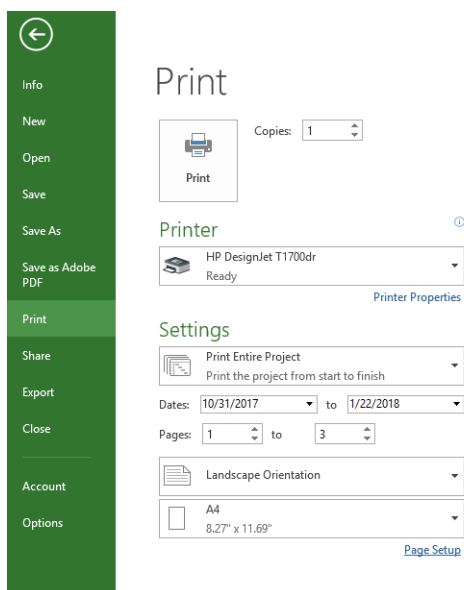 Info
New
Open
Save
Save As
Save as Adobe
PDF
Print
Share
Export
Close
Account
Options
Print
Print
Copies: 1
Printer
HP DesignJet T1700dr
Ready
Printer Properties
Settings
Print Entire Project
Print the project from start to finish
Dates: 10/31/2017 to 1/22/2018
Pages: 1 to 3
Landscape Orientation
A4
8.27" x 11.69"
Page Setup